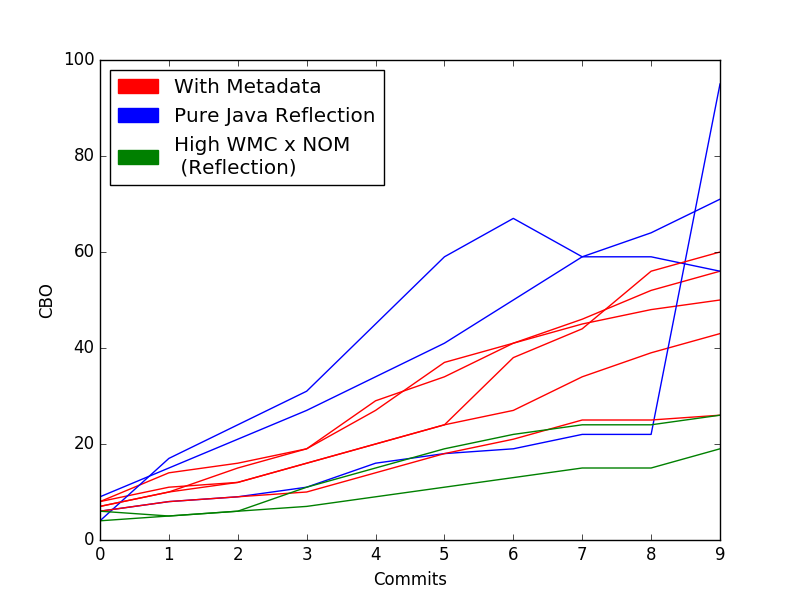 100
80
60
40
20
0
CBO
With Metadata
Pure Java Reflection
High WMC x NOM
(Reflection)
0 1 2 3 4 5 6 7 8 9
Commits